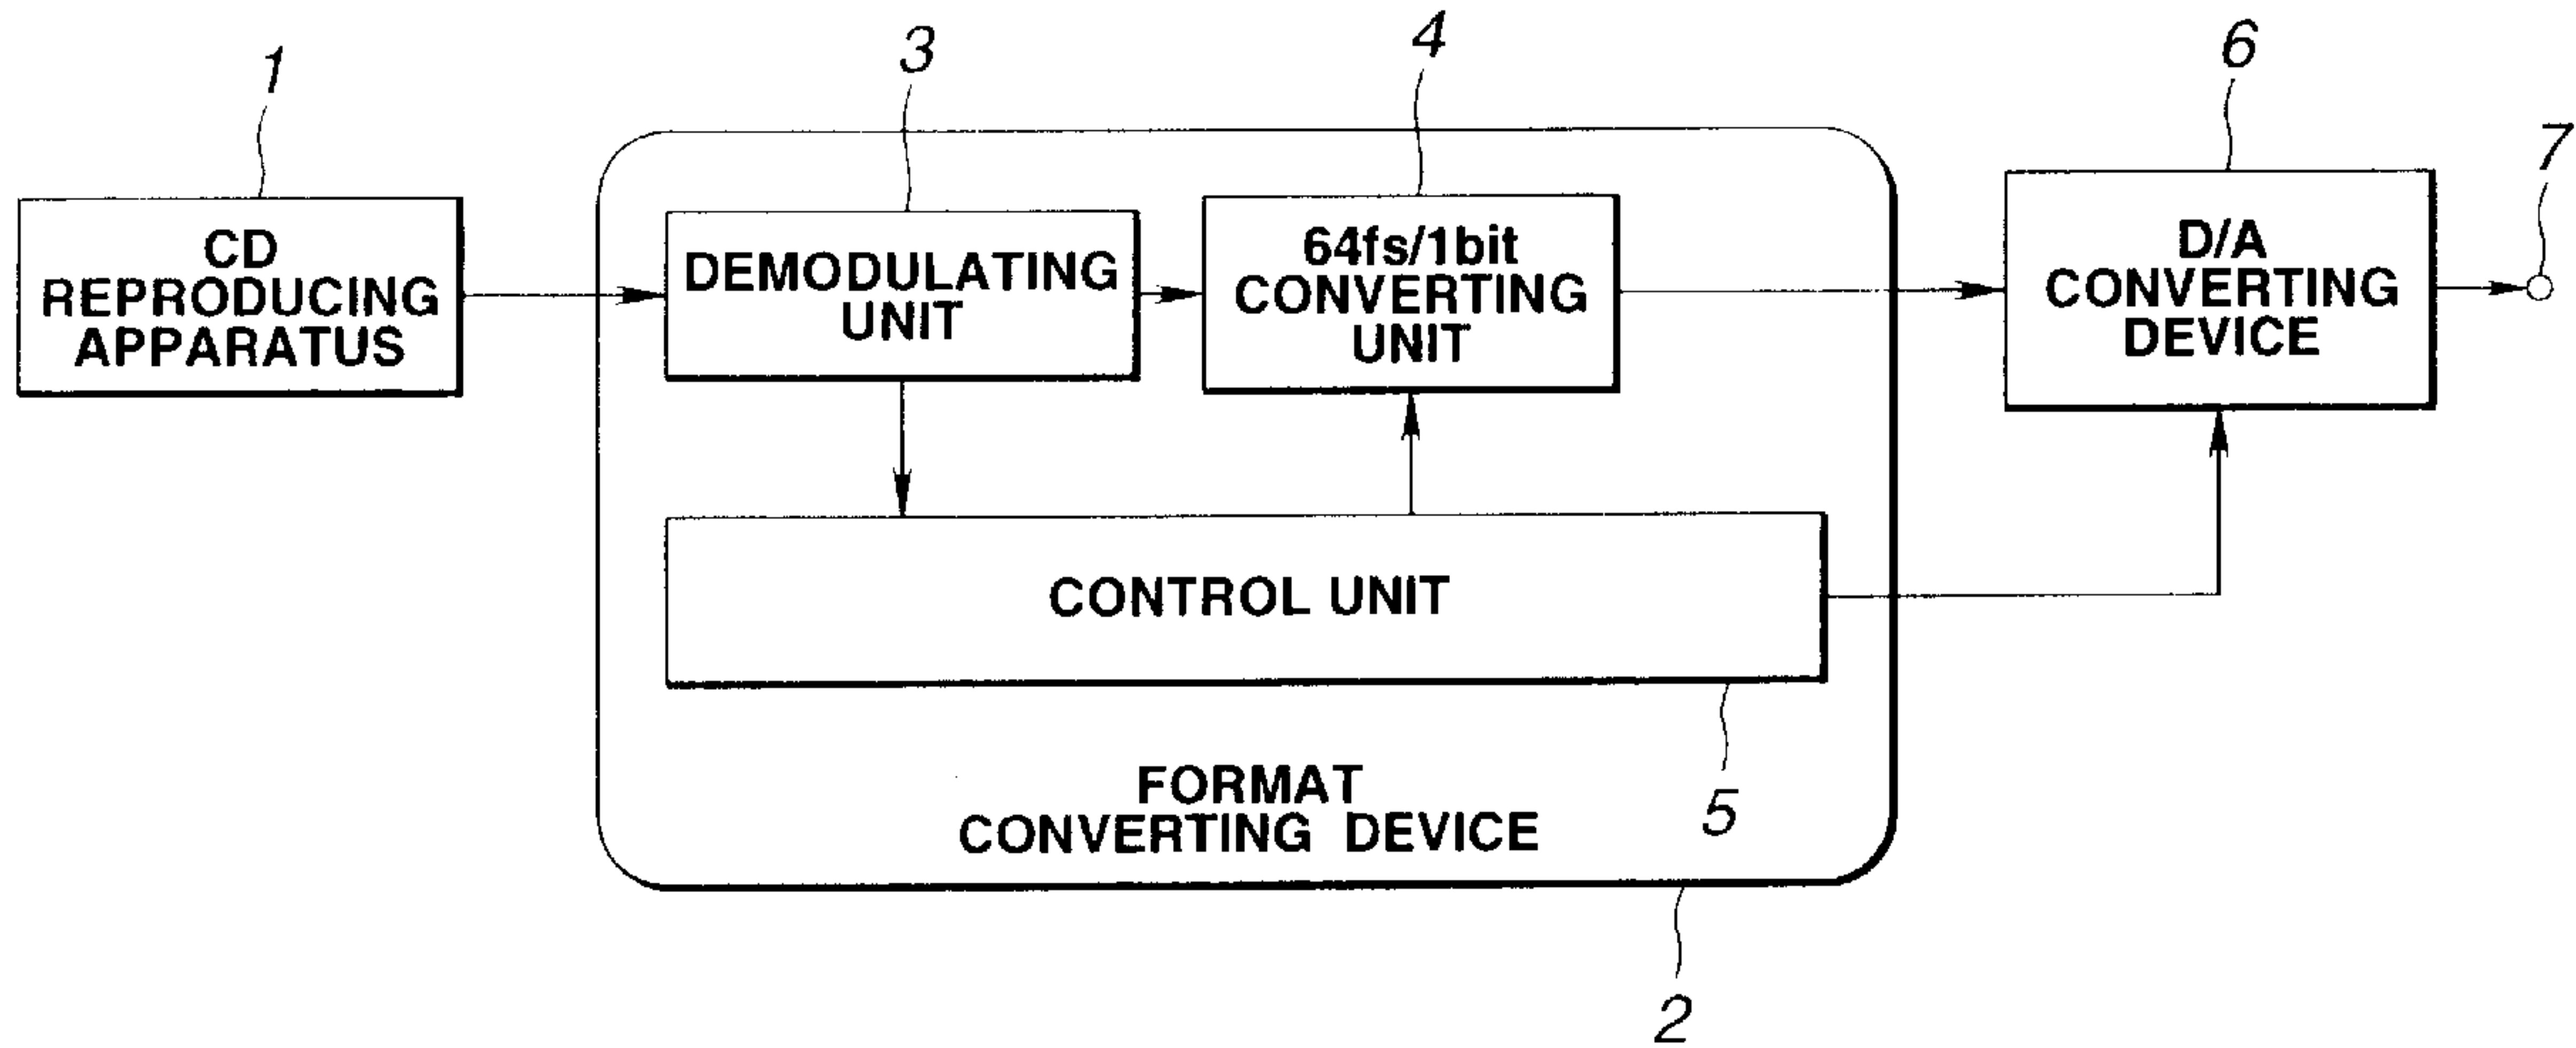 1
3
4
6
7
CD
REPRODUCING
APPARATUS
DEMODULATING
UNIT
64fs/1bit
CONVERTING
UNIT
D/A
CONVERTING
DEVICE
CONTROL UNIT
5
FORMAT
CONVERTING DEVICE
2